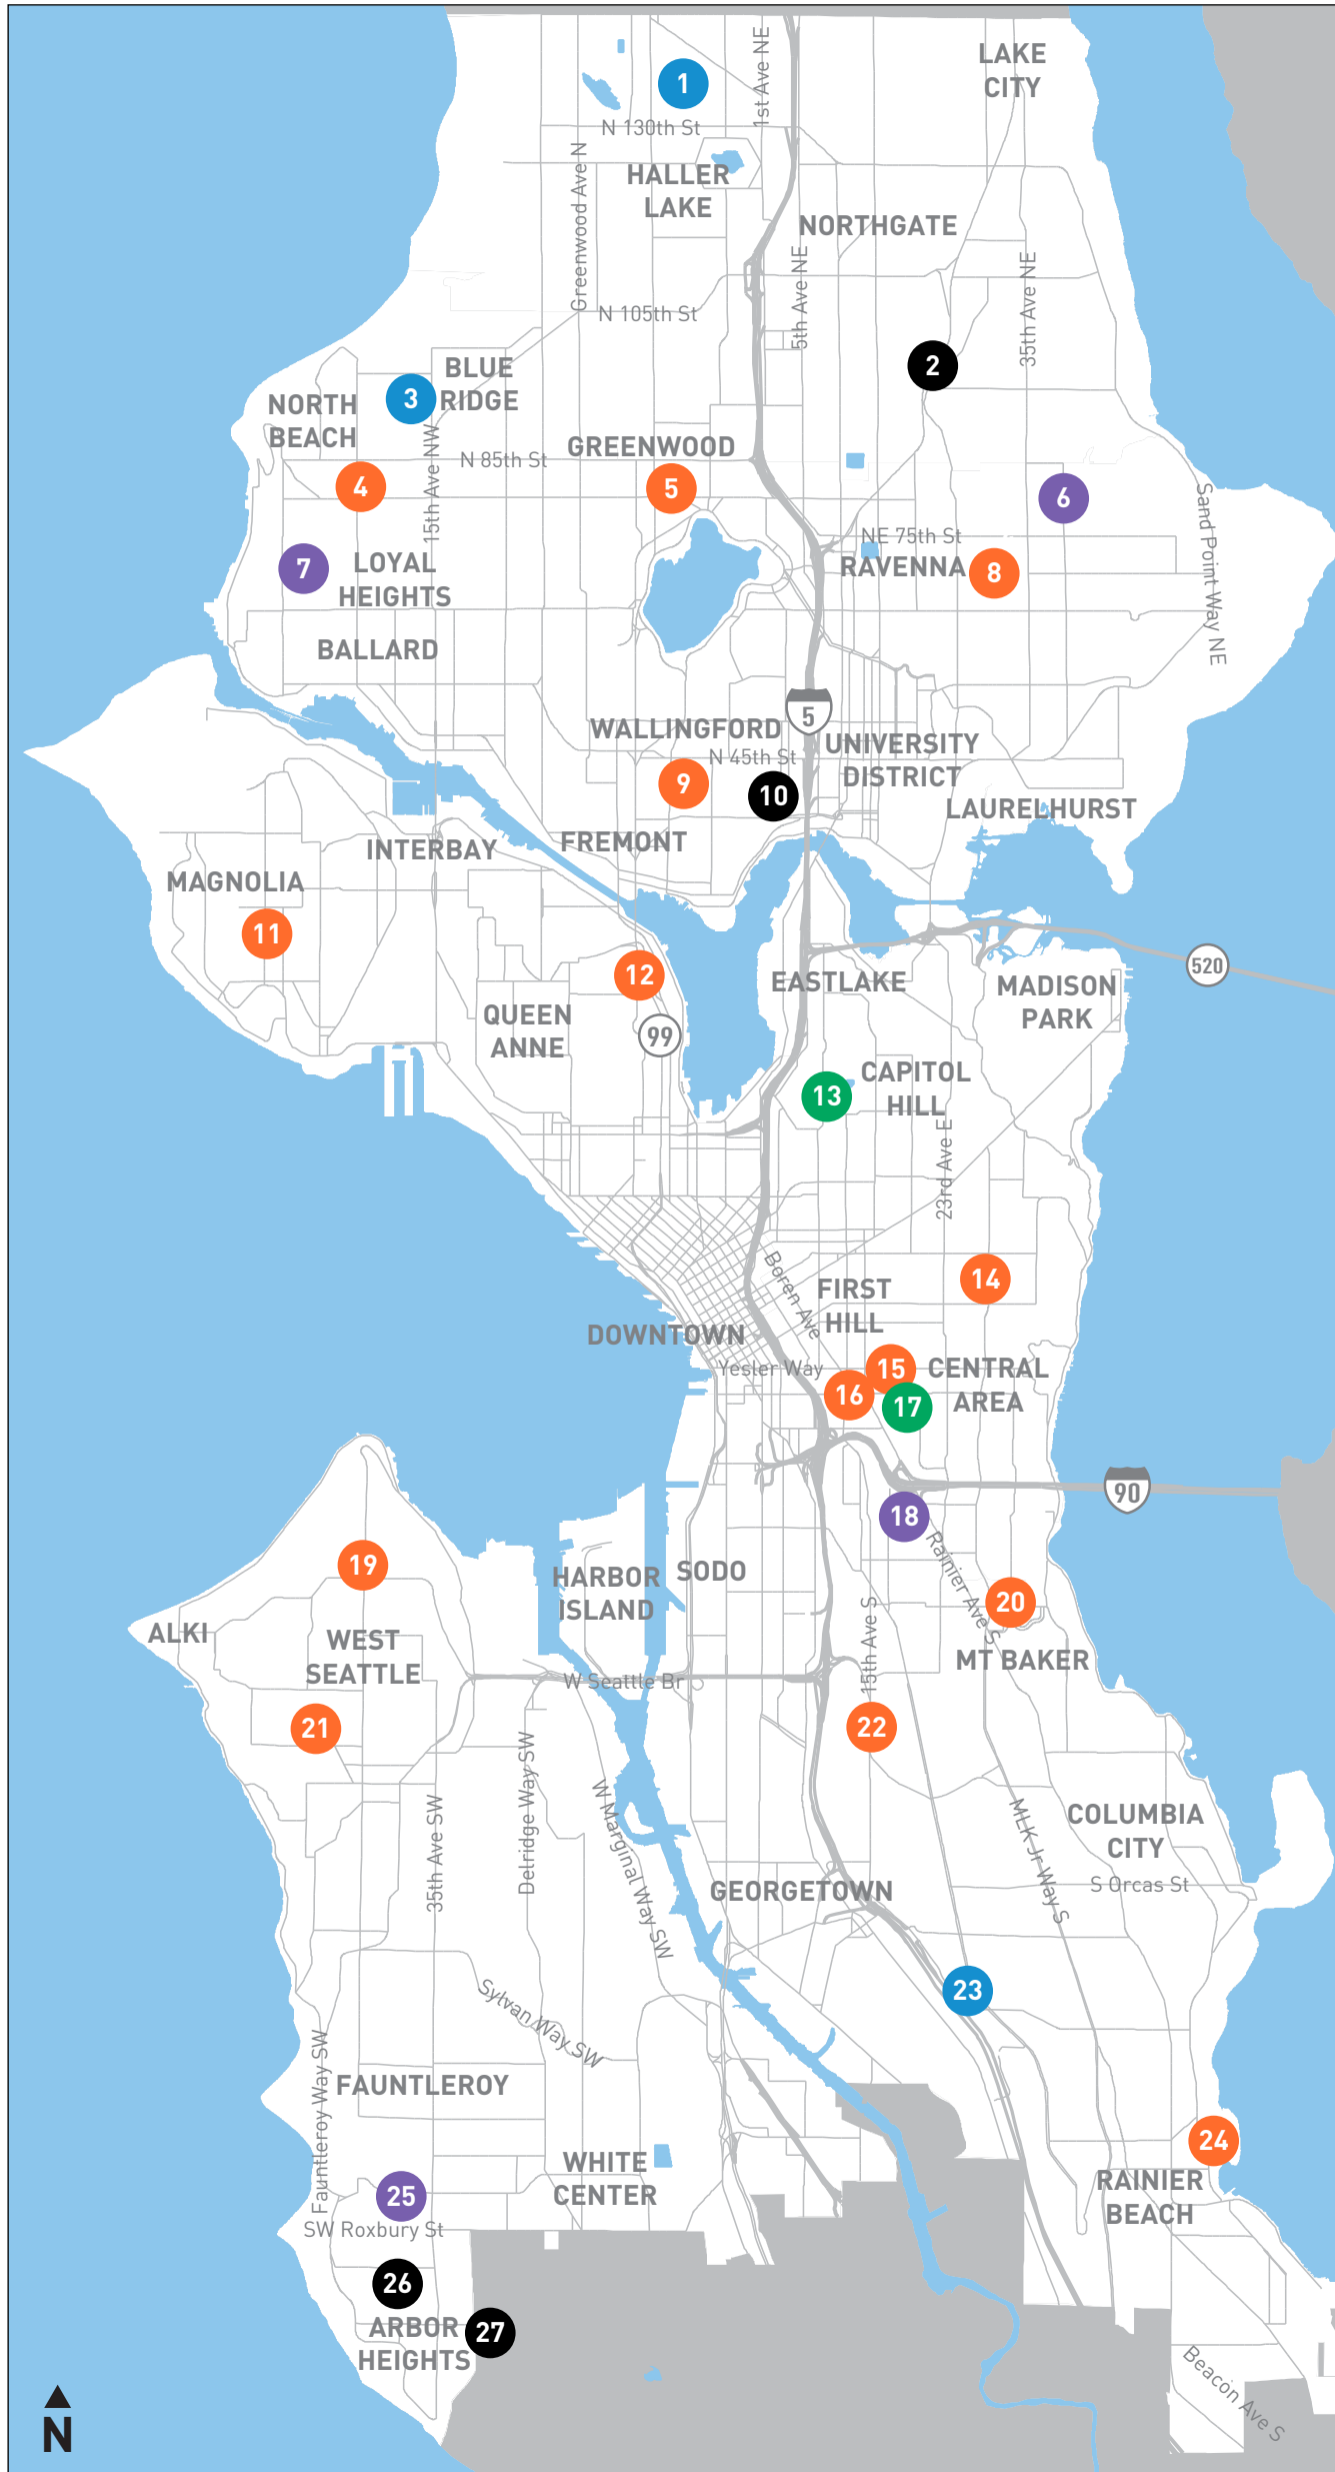 LAKE
CITY
1
1st Ave NE
N 130th St
HALLER
LAKE
Greenwood Ave N
NORTHGATE
5th Ave NE
35th Ave NE
N 105th St
2
BLUE
RIDGE
3
NORTH
BEACH
15th Ave NW
GREENWOOD
N 85th St
4
5
6
Sand Point Way NE
NE 75th St
RAVENNA
8
7
LOYAL
HEIGHTS
BALLARD
5
WALLINGFORD
N 45th St
UNIVERSITY
DISTRICT
9
10
LAURELHURST
FREMONT
INTERBAY
MAGNOLIA
11
12
EASTLAKE
520
MADISON
PARK
QUEEN
ANNE
99
CAPITOL
HILL
13
23rd Ave E
Boren Ave
FIRST
HILL
14
DOWNTOWN
Yesler Way
15
CENTRAL
AREA
16
17
90
18
Rainier Ave S
19
HARBOR
ISLAND
SODO
20
15th Ave S
ALKI
WEST
SEATTLE
MT BAKER
W Seattle Br
21
22
Delridge Way SW
W Marginal Way SW
35th Ave SW
MLK Jr Way S
COLUMBIA
CITY
S Orcas St
GEORGETOWN
23
Sylvan Way SW
Fauntleroy Way SW
FAUNTLEROY
24
WHITE
CENTER
RAINIER
BEACH
25
SW Roxbury St
26
ARBOR
HEIGHTS
27
Beacon Ave S
N